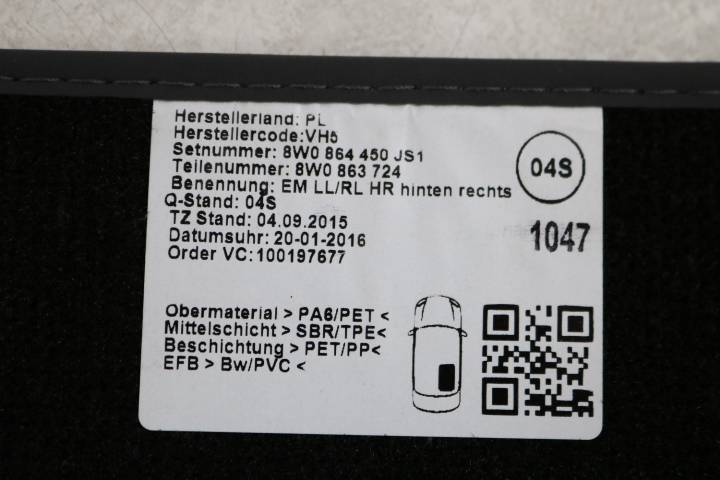 Herstellerland: PL
Herstellercode:VH5
Setnummer: 8W0 864 450 JS1
Teilenummer: 8W0 863 724
Benennung: EM LL/RL HR hinten rechts
Q-Stand: 04S
TZ Stand: 04.09.2015
Datumsuhr: 20-01-2016
Order VC:100197677
04S
1047
Obermaterial > PA6/PET <
Mittelschicht > SBR/TPE<
Beschichtung > PET/PP<
EFB > Bw/PVC <